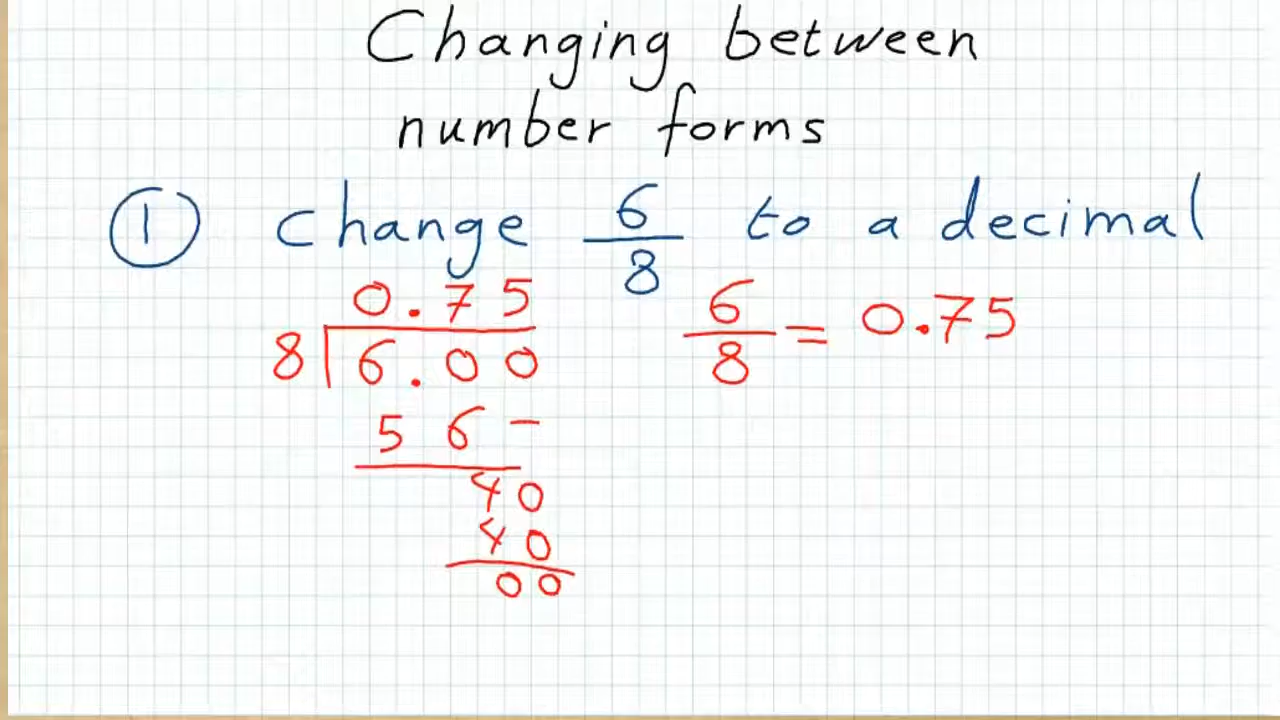 Changing between
number forms
① change 6/8 to a decimal
0.75
8 6.00
6/8 = 0.75
56 –
40
40
00